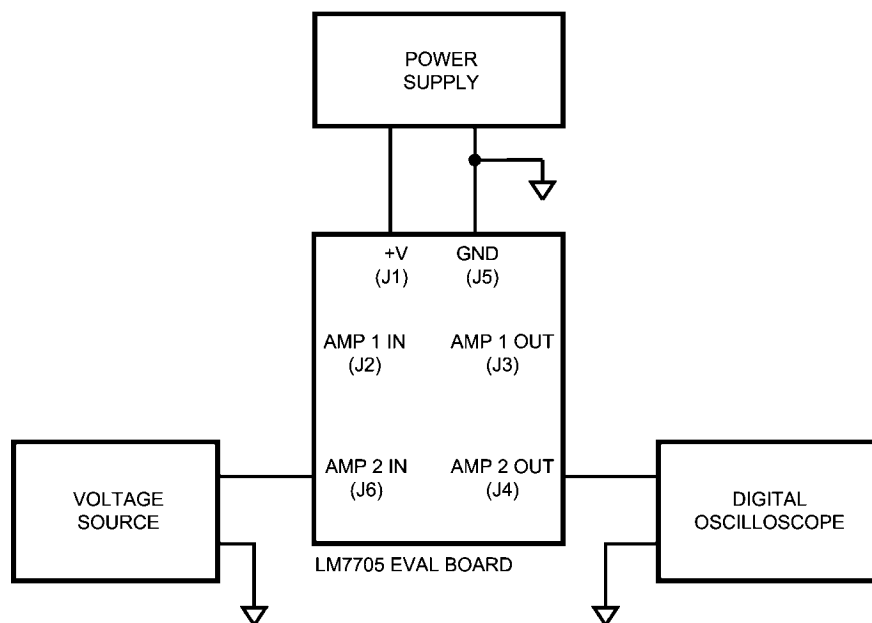 POWER
SUPPLY
+V
(J1)
GND
(J5)
AMP 1 IN
(J2)
AMP 1 OUT
(J3)
VOLTAGE
SOURCE
AMP 2 IN
(J6)
AMP 2 OUT
(J4)
DIGITAL
OSCILLOSCOPE
LM7705 EVAL BOARD